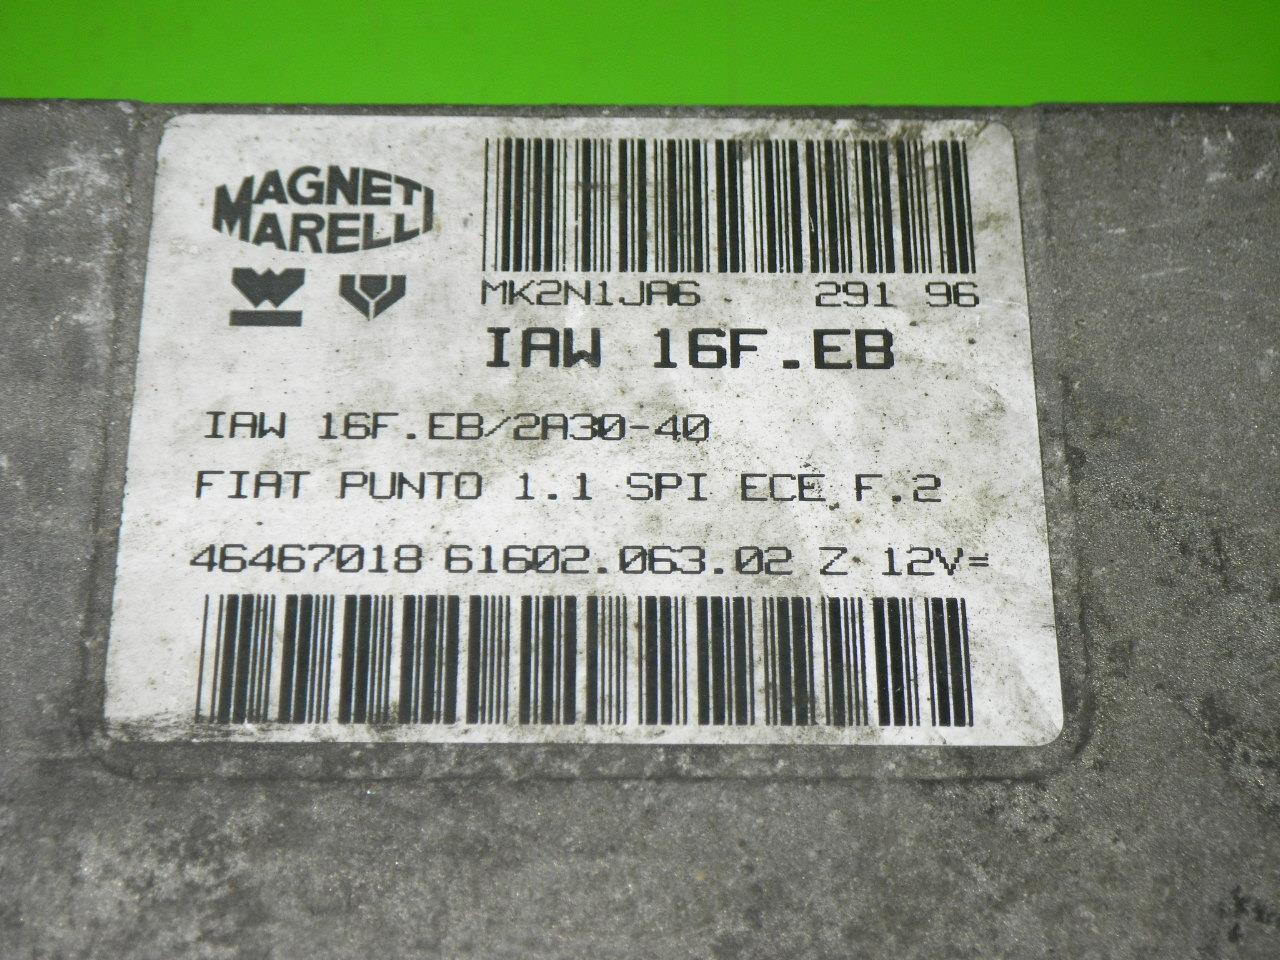 MAGNETI
MARELLI
MK2N1JA6 291 96
IAW 16F.EB
IAW 16F.EB/2A30-40
FIAT PUNTO 1.1 SPI ECE F.2
46467018 61602.063.02 Z 12V=